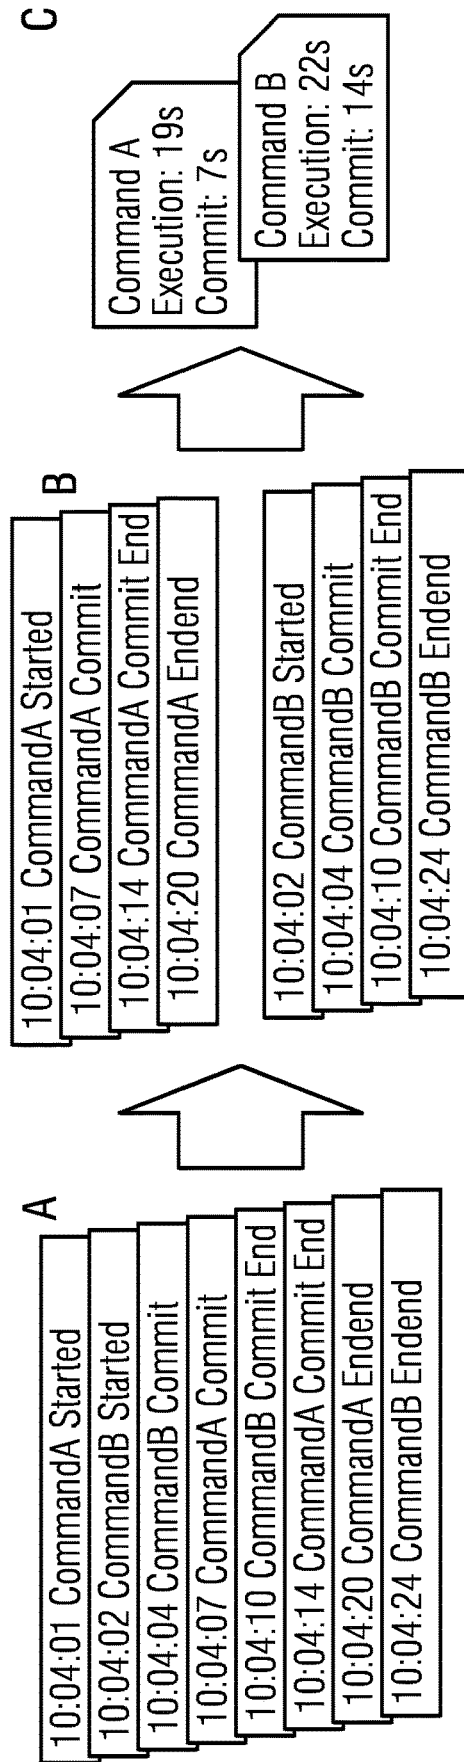 A
10:04:01 CommandA Started
10:04:02 CommandB Started
10:04:04 CommandB Commit
10:04:07 CommandA Commit
10:04:10 CommandB Commit End
10:04:14 CommandA Commit End
10:04:20 CommandA Endend
10:04:24 CommandB Endend
B
10:04:01 CommandA Started
10:04:07 CommandA Commit
10:04:14 CommandA Commit End
10:04:20 CommandA Endend
10:04:02 CommandB Started
10:04:04 CommandB Commit
10:04:10 CommandB Commit End
10:04:24 CommandB Endend
C
Command A
Execution: 19s
Commit: 7s
Command B
Execution: 22s
Commit: 14s